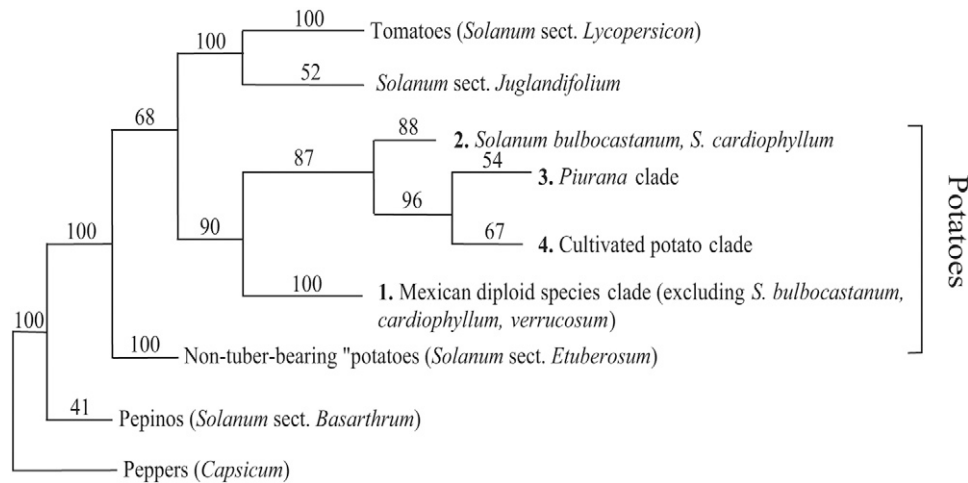 100
Tomatoes (Solanum sect. Lycopersicon)
100
52
Solanum sect. Juglandifolium
68
88
2. Solanum bulbocastanum, S. cardiophyllum
87
54
3. Piurana clade
96
90
67
4. Cultivated potato clade
100
100
1. Mexican diploid species clade (excluding S. bulbocastanum,
cardiophyllum, verrucosum)
100
100
Non-tuber-bearing "potatoes (Solanum sect. Etuberosum)
41
Pepinos (Solanum sect. Basarthrum)
Peppers (Capsicum)
Potatoes